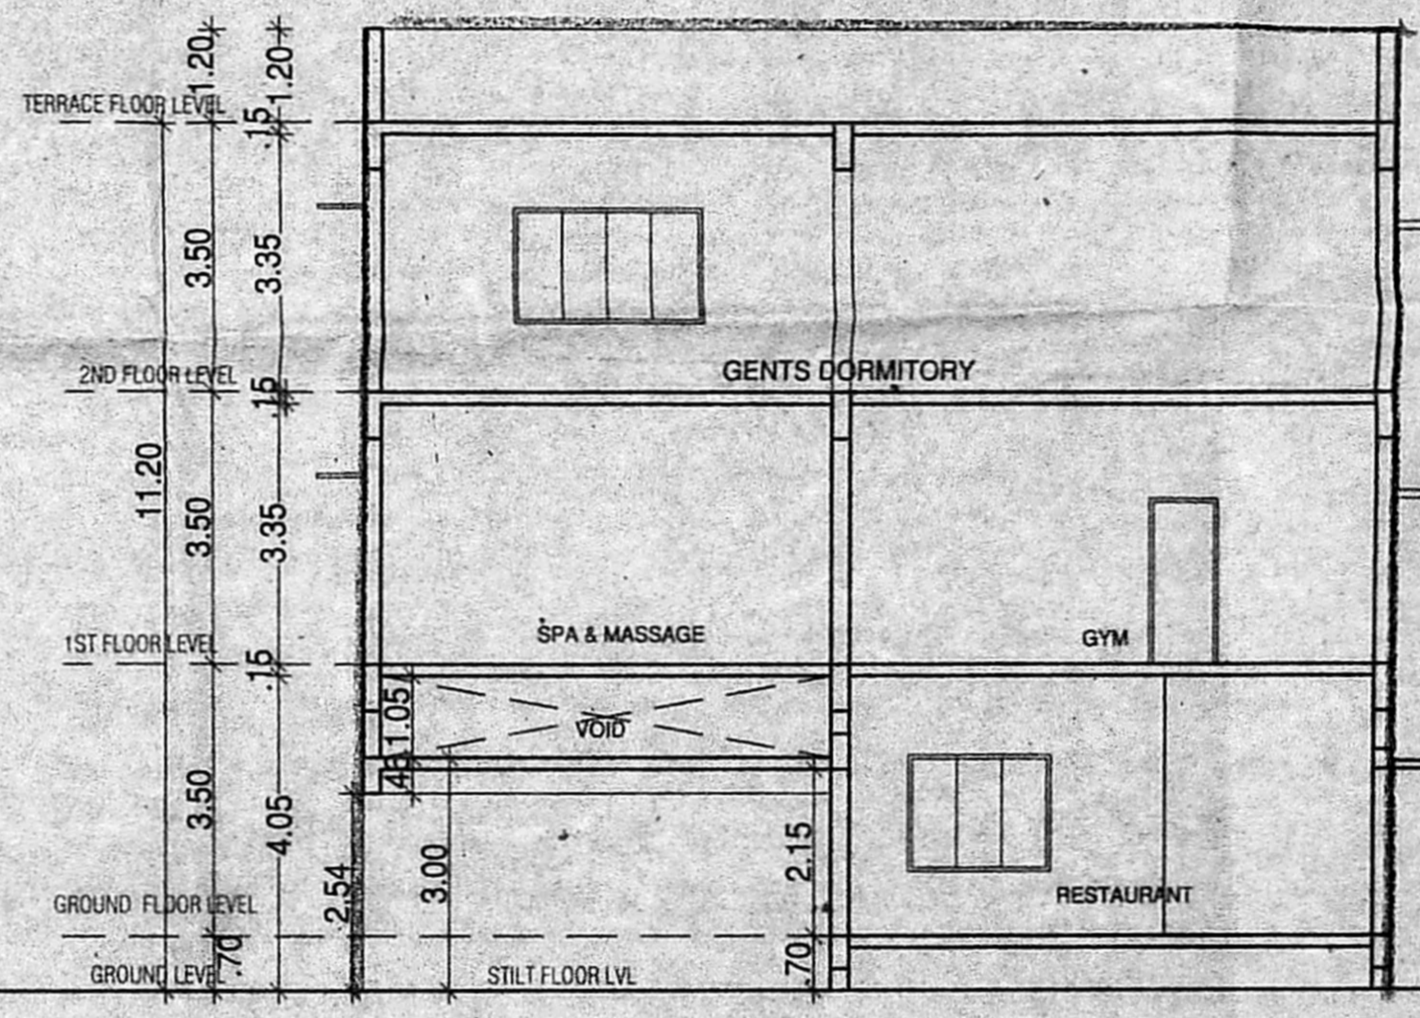 1.20
1.20
TERRACE FLOOR LEVEL
.15
3.50
3.35
GENTS DORMITORY
2ND FLOOR LEVEL
.15
11.20
3.50
3.35
SPA & MASSAGE
GYM
1ST FLOOR LEVEL
.15
1.05
VOID
3.50
4.05
2.54
3.00
2.15
RESTAURANT
GROUND FLOOR LEVEL
.70
.70
GROUND LEVEL
STILT FLOOR LVL